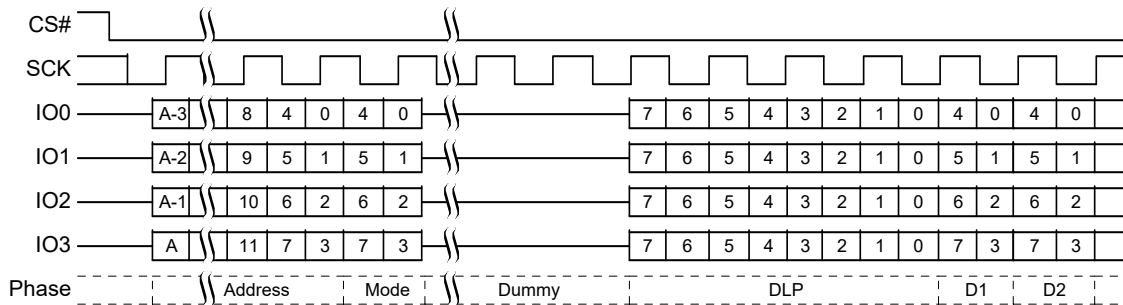 CS#
SCK
IO0 A-3 8 4 0 4 0 7 6 5 4 3 2 1 0 4 0 4 0
IO1 A-2 9 5 1 5 1 7 6 5 4 3 2 1 0 5 1 5 1
IO2 A-1 10 6 2 6 2 7 6 5 4 3 2 1 0 6 2 6 2
IO3 A 11 7 3 7 3 7 6 5 4 3 2 1 0 7 3 7 3
Phase Address Mode Dummy DLP D1 D2